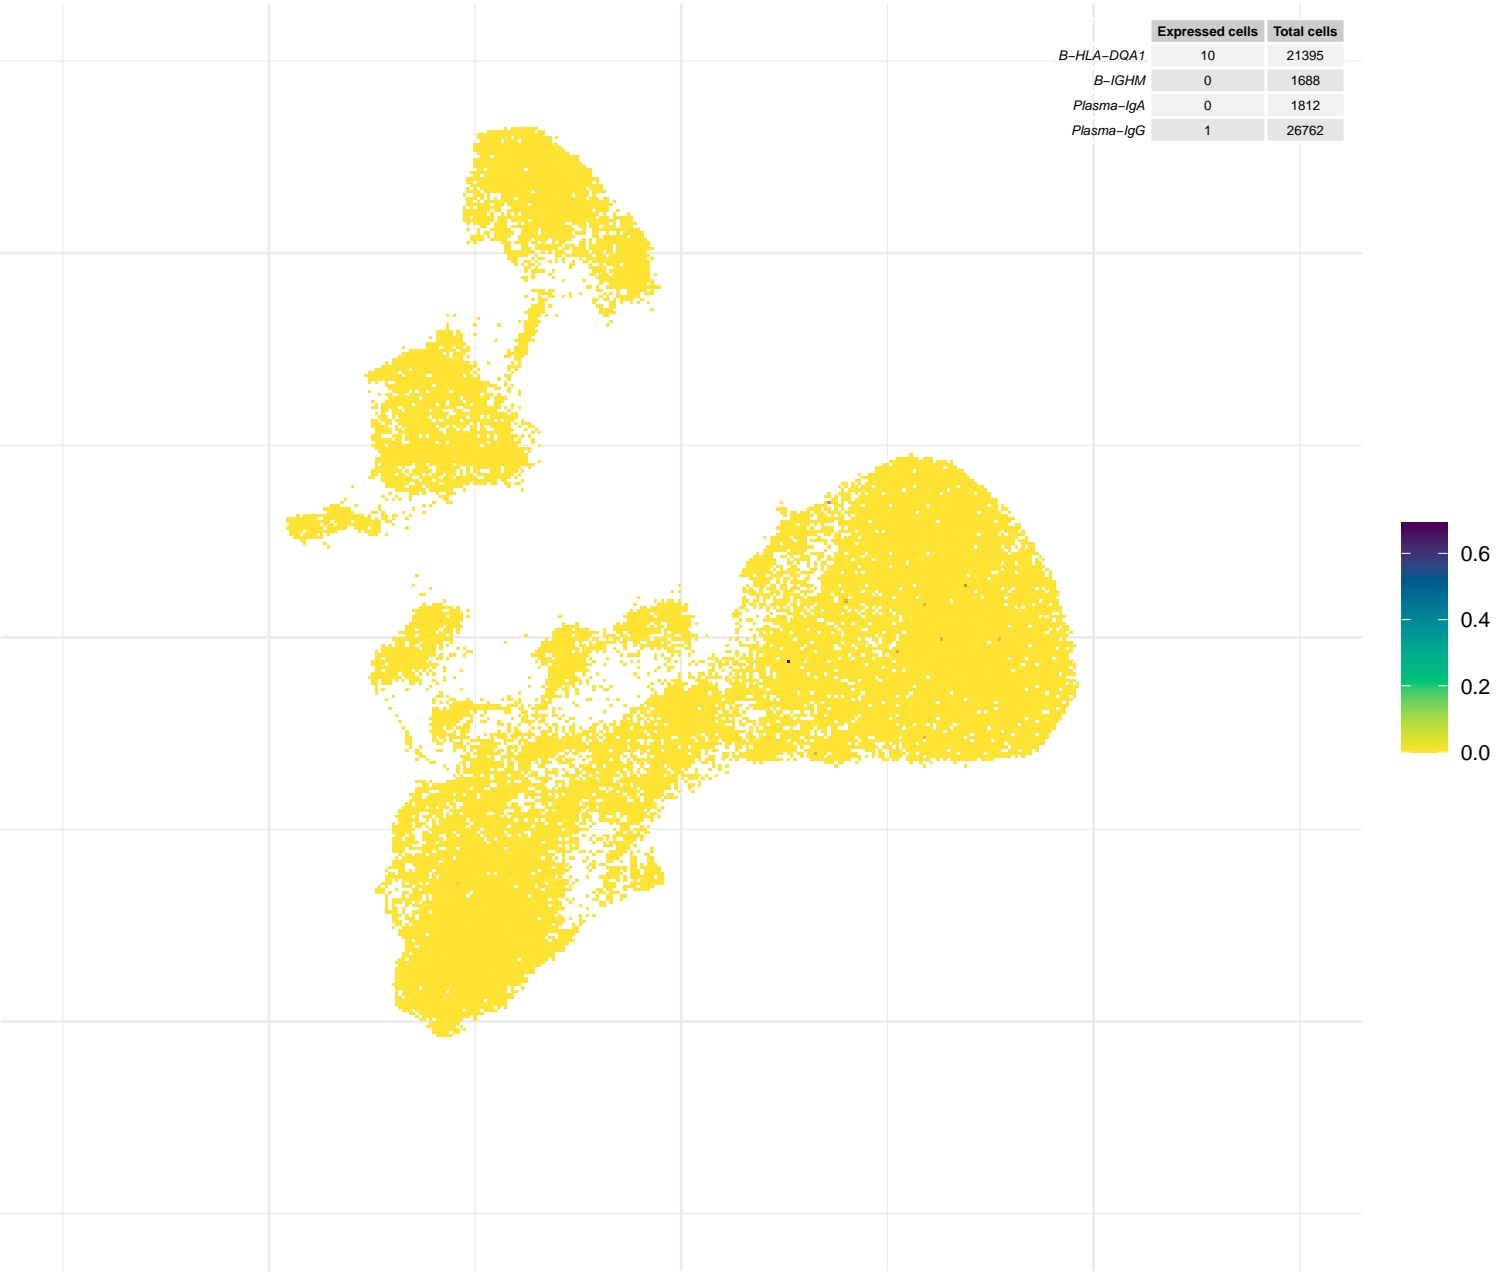 Expressed cells Total cells
B−HLA−DQA1 10 21395
B−IGHM 0 1688
Plasma−IgA 0 1812
Plasma−IgG 1 26762
0.6
0.4
0.2
0.0